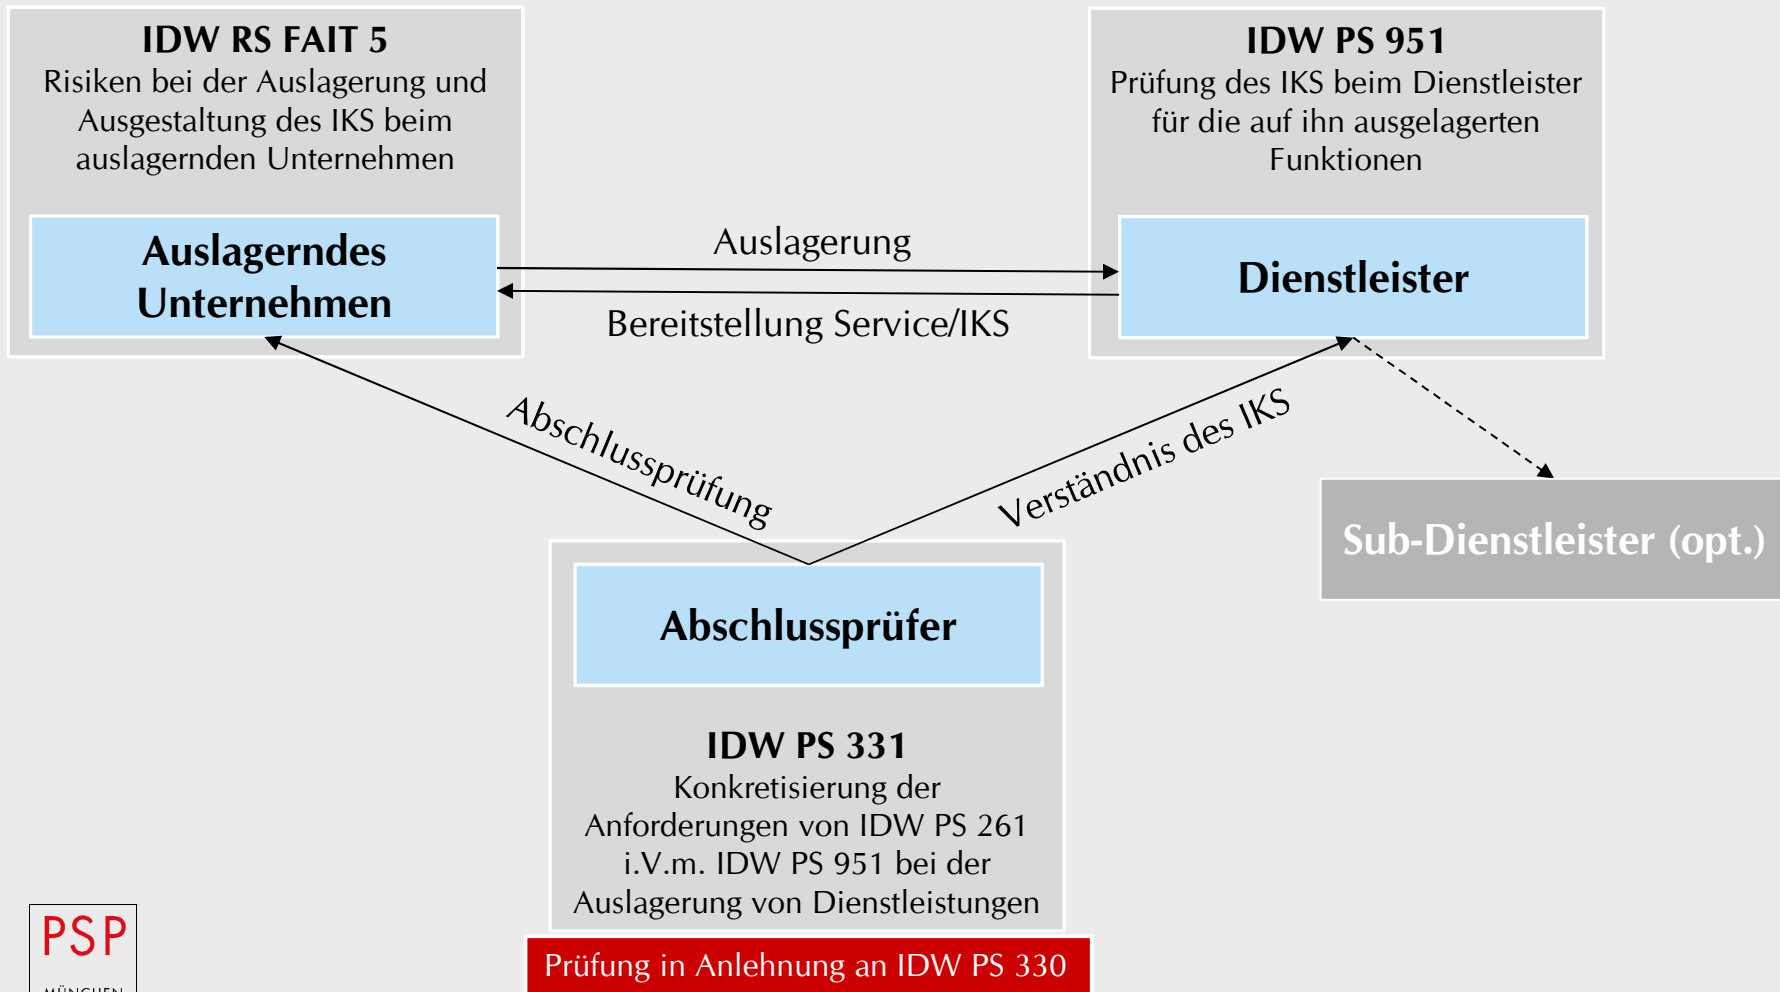 IDW RS FAIT 5
Risiken bei der Auslagerung und
Ausgestaltung des IKS beim
auslagernden Unternehmen
Auslagerndes
Unternehmen
Auslagerung
Bereitstellung Service/IKS
IDW PS 951
Prüfung des IKS beim Dienstleister
für die auf ihn ausgelagerten
Funktionen
Dienstleister
Abschlussprüfung
Verständnis des IKS
Sub-Dienstleister (opt.)
Abschlussprüfer
IDW PS 331
Konkretisierung der
Anforderungen von IDW PS 261
i.V.m. IDW PS 951 bei der
Auslagerung von Dienstleistungen
Prüfung in Anlehnung an IDW PS 330
PSP
MÜNCHEN